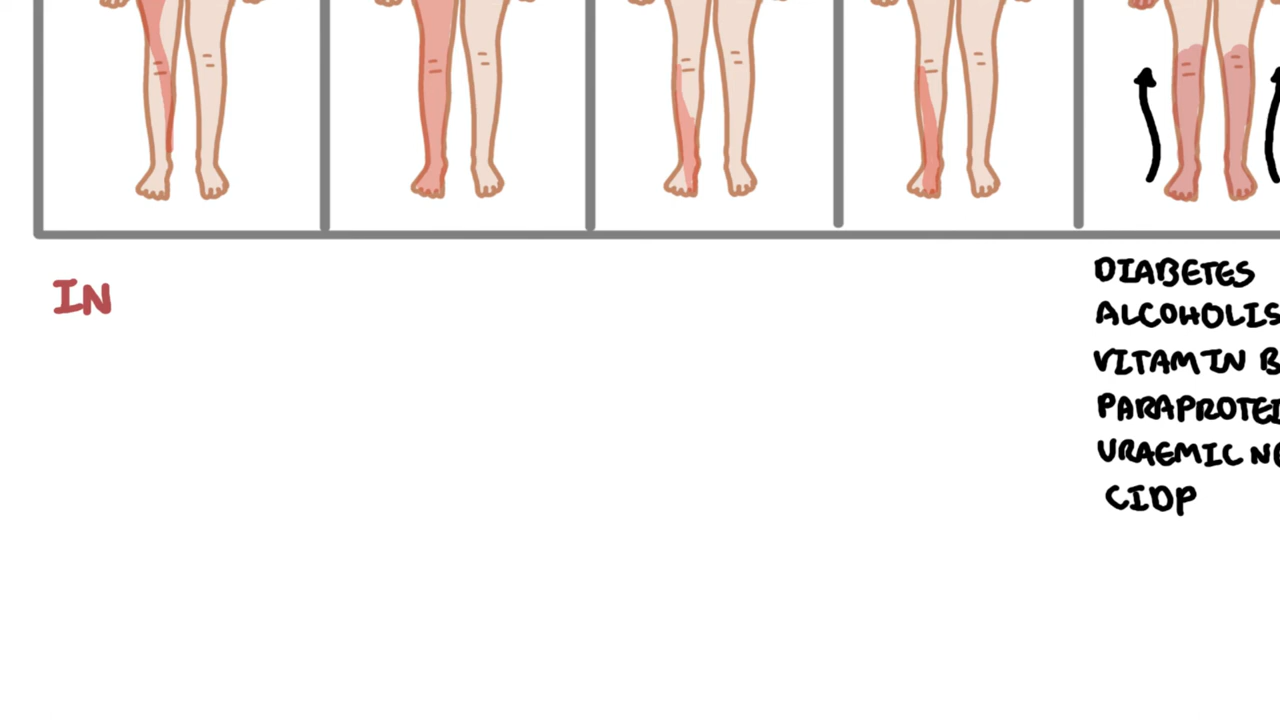 IN
DIABETES
ALCOHOLIS
VITAMIN B
PARAPROTEI
URAEMIC NE
CIDP